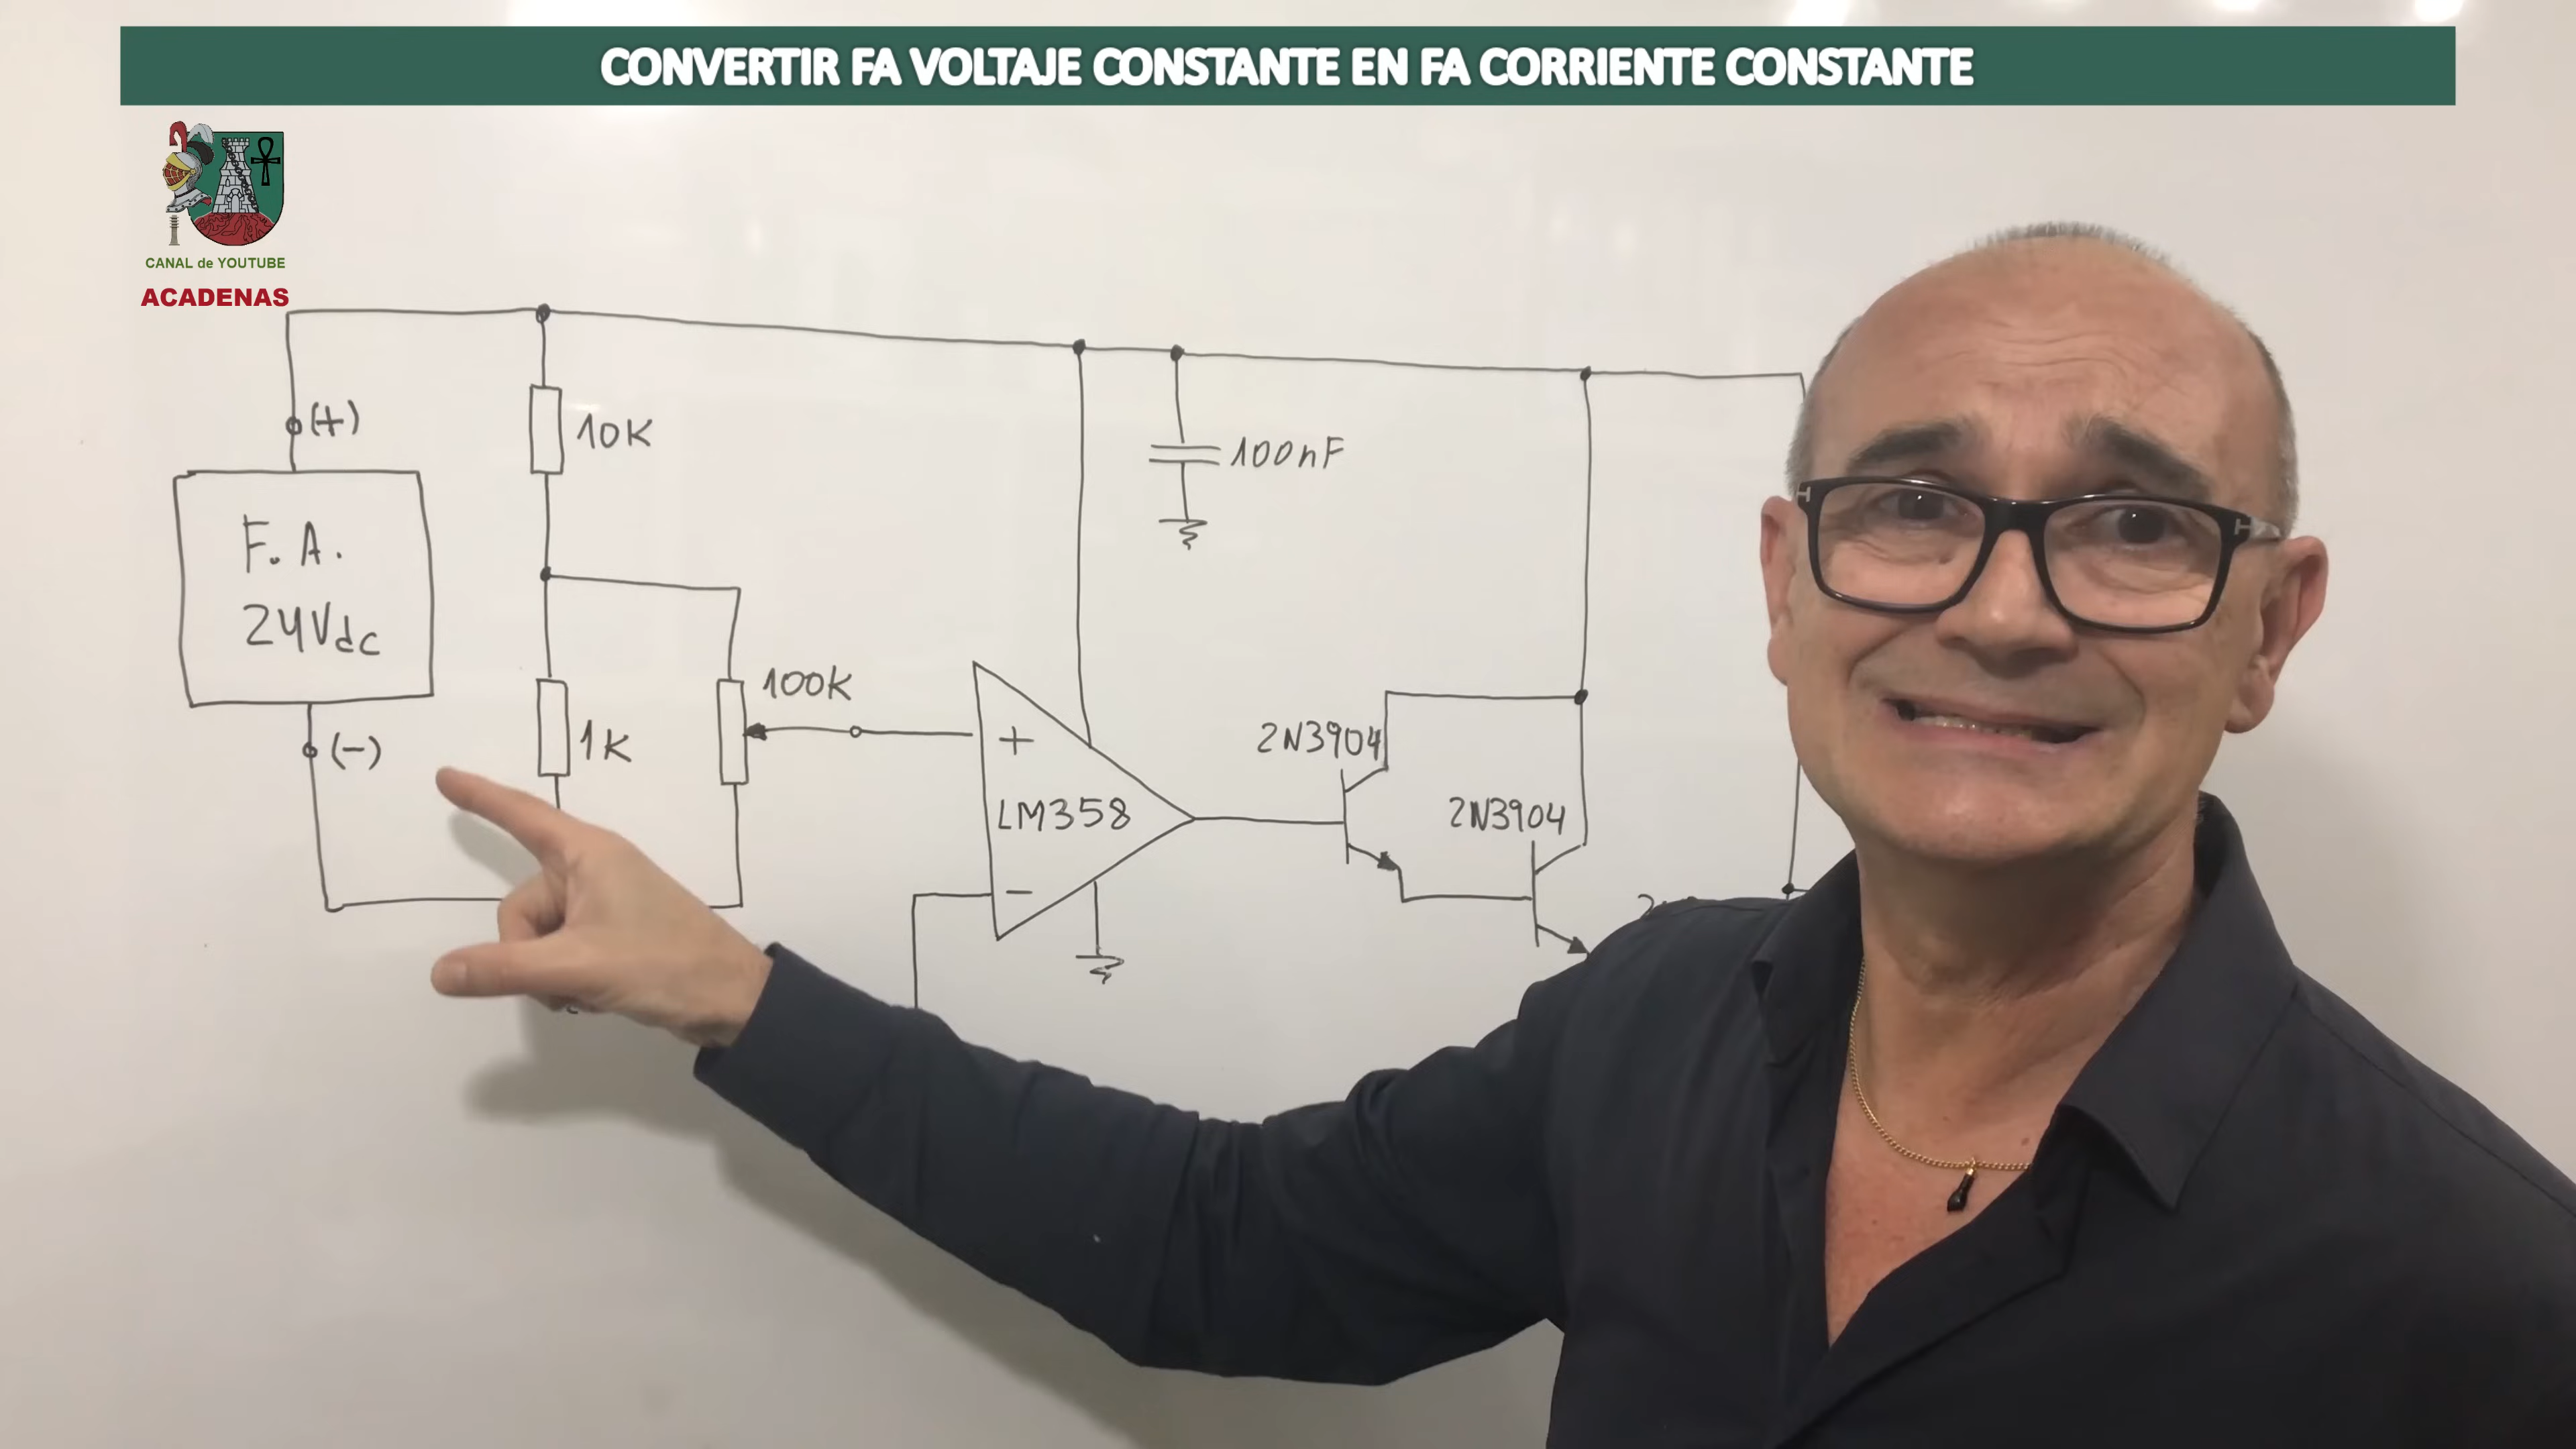 CONVERTIR FA VOLTAJE CONSTANTE EN FA CORRIENTE CONSTANTE
CANAL de YOUTUBE
ACADENAS
(+)
10K
100nF
F. A.
24Vdc
100K
(-)
1K
+
LM358
-
2N3904
2N3904